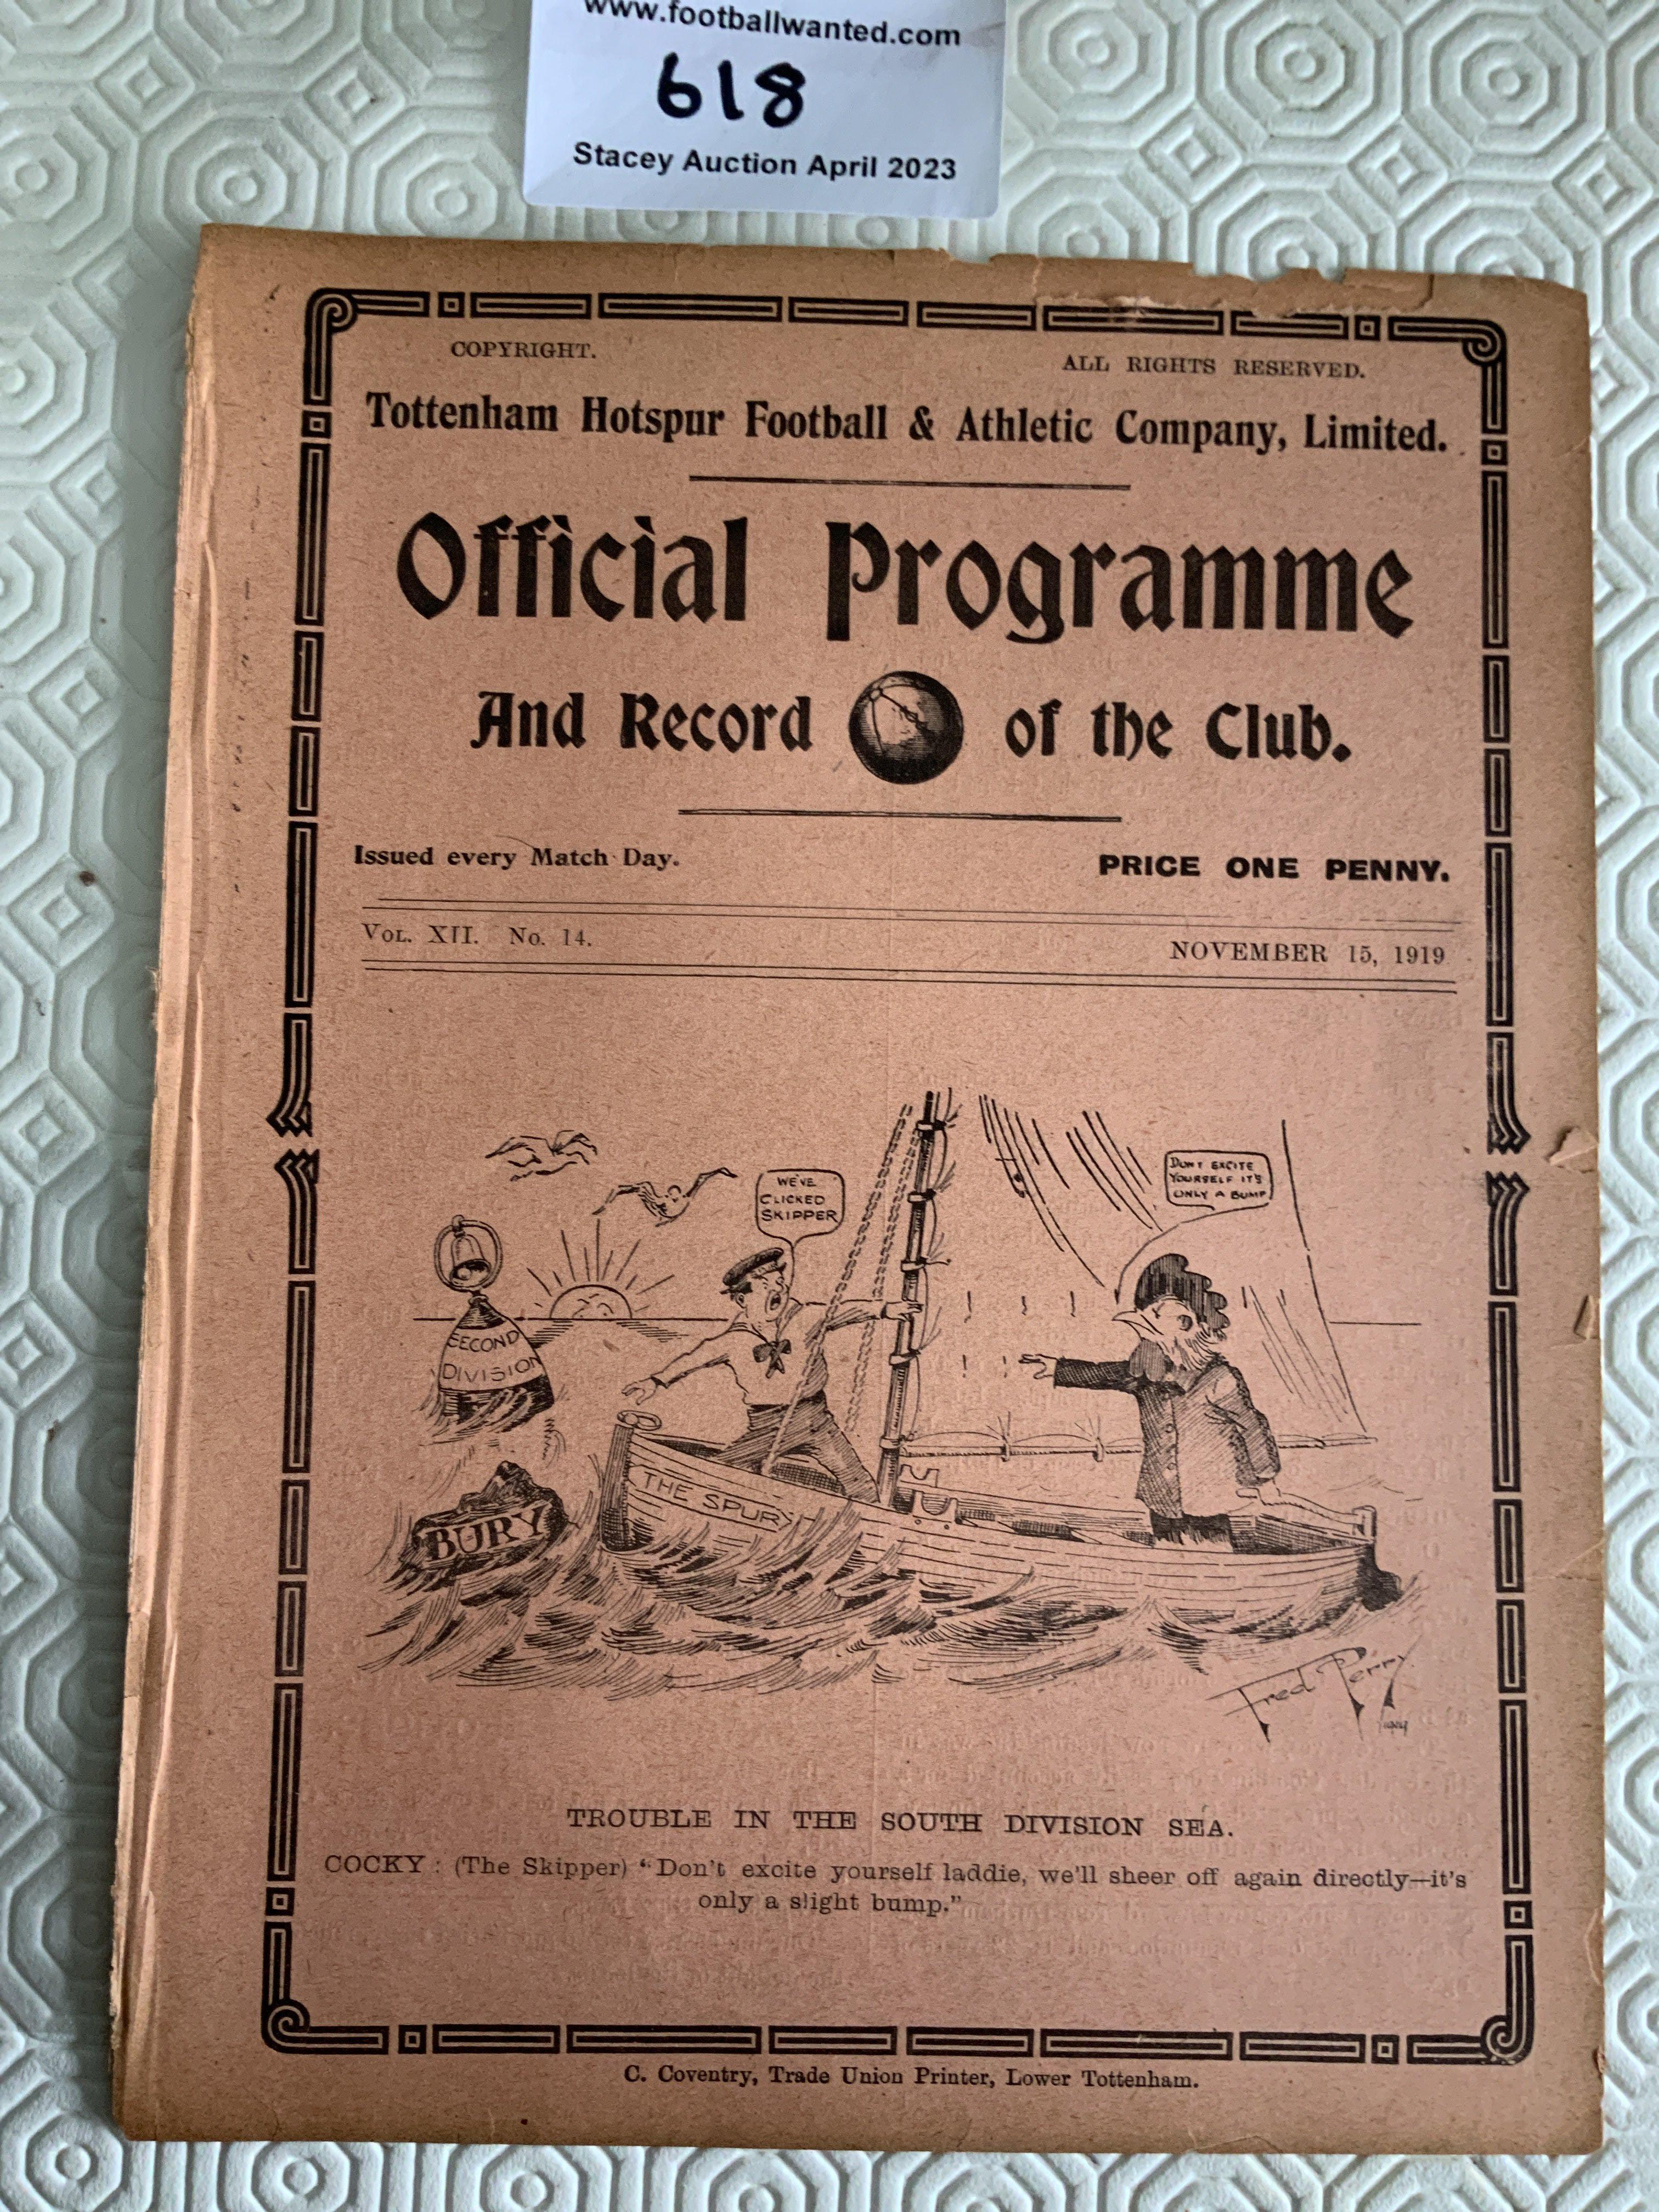 www.footballwanted.com
618
Stacey Auction April 2023
COPYRIGHT. ALL RIGHTS RESERVED.
Tottenham Hotspur Football & Athletic Company, Limited.
Official Programme
And Record of the Club.
Issued every Match Day. PRICE ONE PENNY.
VOL. XII. No. 14. NOVEMBER 15, 1919
WE'VE
CLICKED
SKIPPER
DON'T EXCITE
YOURSELF IT'S
ONLY A BUMP
SECOND
DIVISION
THE SPURS
BURY
Fred Perry
TROUBLE IN THE SOUTH DIVISION SEA.
COCKY : (The Skipper) "Don't excite yourself laddie, we'll sheer off again directly—it's
only a slight bump."
C. Coventry, Trade Union Printer, Lower Tottenham.